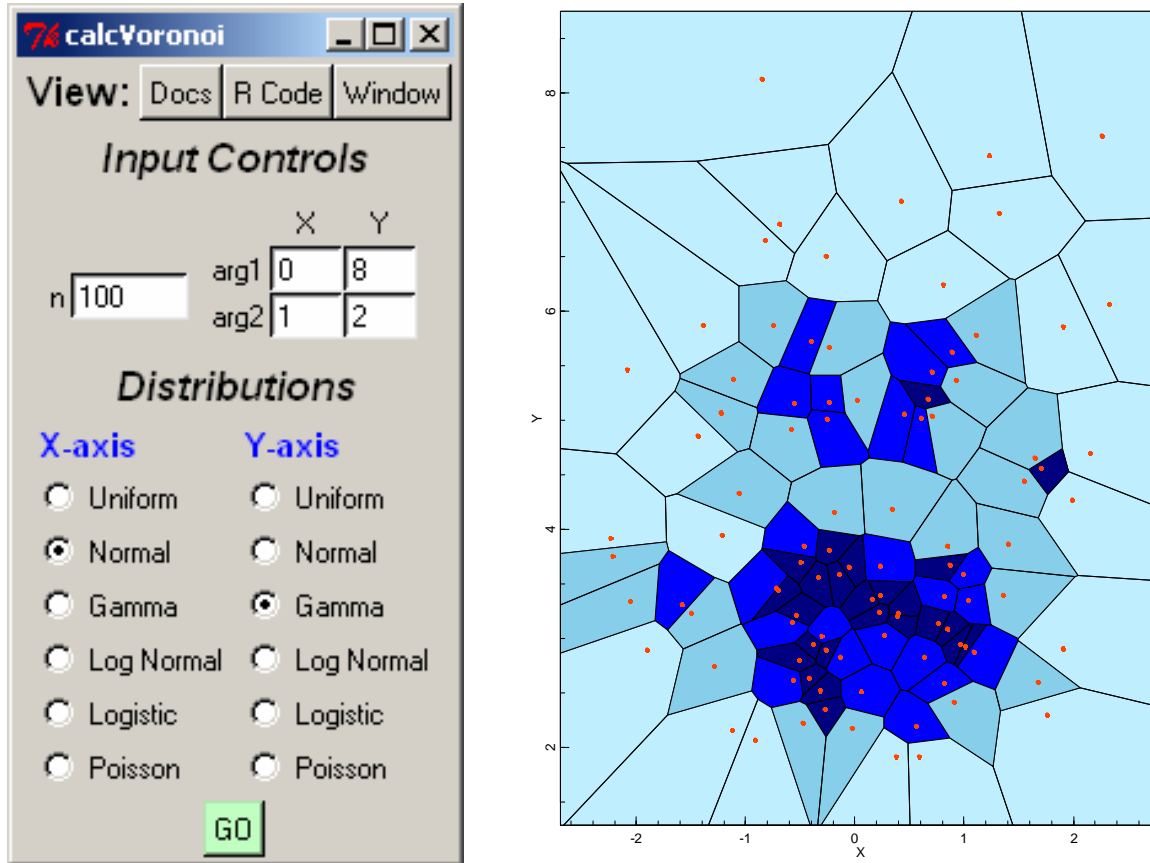 calcVoronoi
View: Docs R Code Window
Input Controls
X Y
n 100
arg1 0 8
arg2 1 2
Distributions
X-axis Y-axis
Uniform Uniform
Normal Normal
Gamma Gamma
Log Normal Log Normal
Logistic Logistic
Poisson Poisson
GO
8
6
Y
4
2
-2 -1 0 1 2
X